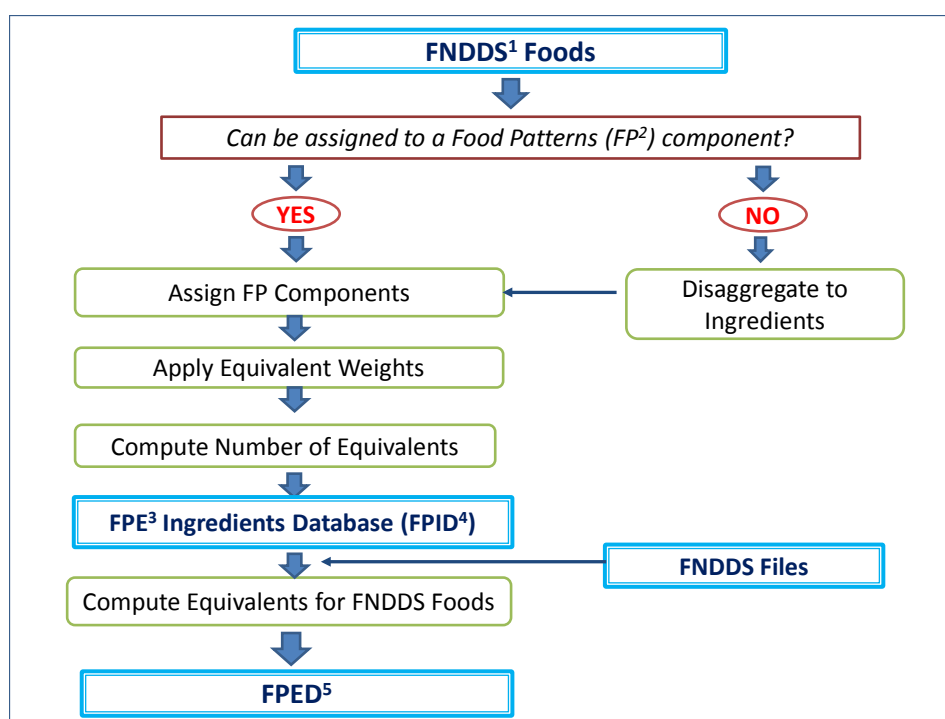 FNDDS¹ Foods
Can be assigned to a Food Patterns (FP²) component?
YES
NO
Assign FP Components
Disaggregate to
Ingredients
Apply Equivalent Weights
Compute Number of Equivalents
FPE³ Ingredients Database (FPID⁴)
FNDDS Files
Compute Equivalents for FNDDS Foods
FPED⁵